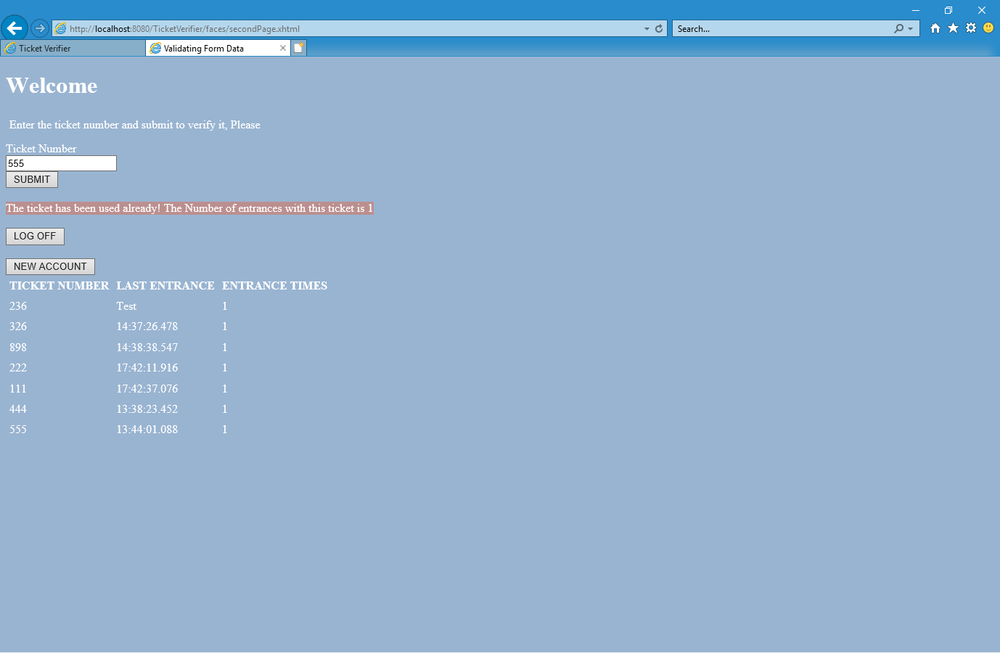 http://localhost:8080/TicketVerifier/faces/secondPage.xhtml
Search...
Ticket Verifier
Validating Form Data
Welcome
Enter the ticket number and submit to verify it, Please
Ticket Number
555
SUBMIT
The ticket has been used already! The Number of entrances with this ticket is 1
LOG OFF
NEW ACCOUNT
TICKET NUMBER LAST ENTRANCE ENTRANCE TIMES
236 Test 1
326 14:37:26.478 1
898 14:38:38.547 1
222 17:42:11.916 1
111 17:42:37.076 1
444 13:38:23.452 1
555 13:44:01.088 1